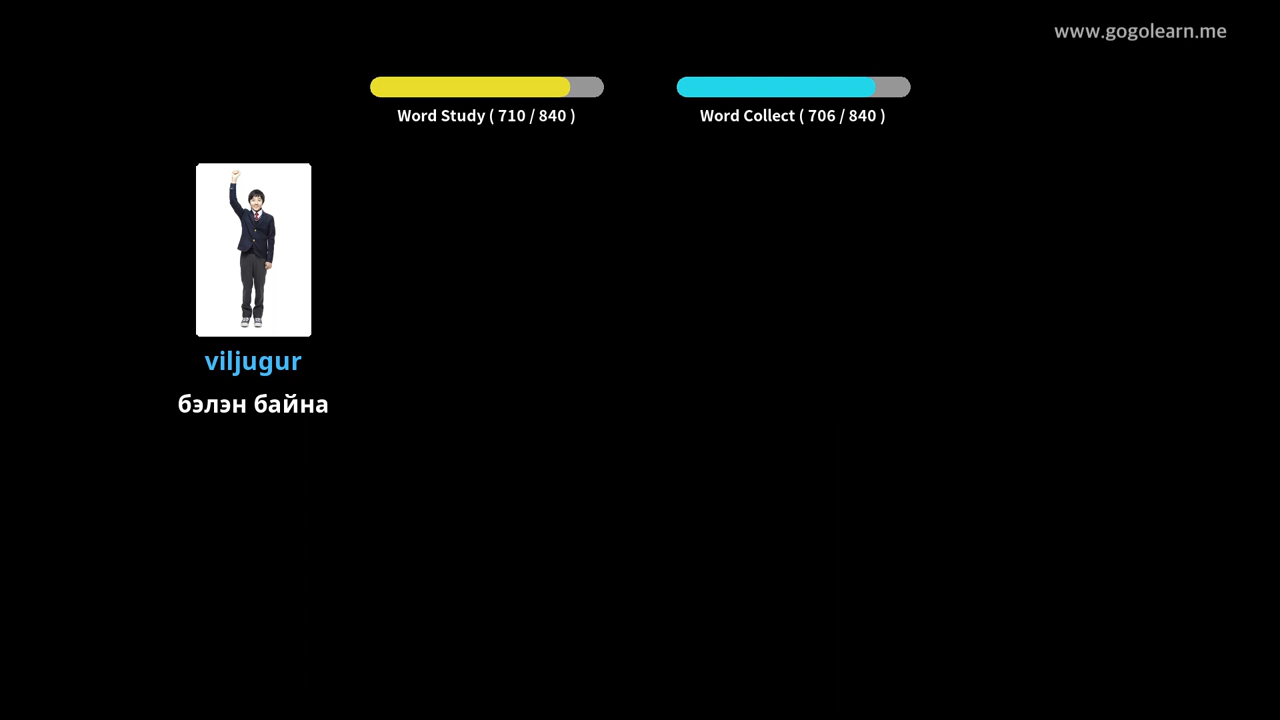 www.gogolearn.me
Word Study ( 710 / 840 )
Word Collect ( 706 / 840 )
viljugur
бэлэн байна